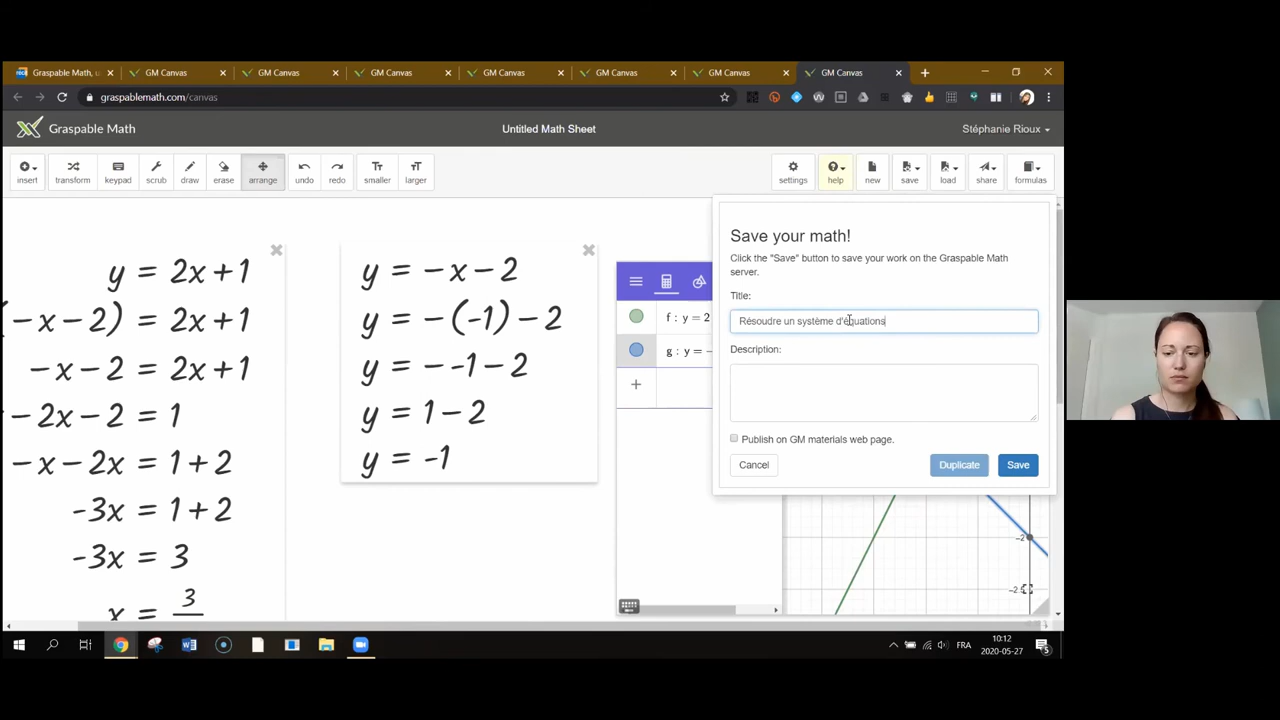 Graspable Math, u
GM Canvas
GM Canvas
GM Canvas
GM Canvas
GM Canvas
GM Canvas
GM Canvas
graspablemath.com/canvas
Graspable Math
Untitled Math Sheet
Stéphanie Rioux
insert
transform
keypad
scrub
draw
erase
arrange
undo
redo
smaller
larger
settings
help
new
save
load
share
formulas
y = 2x+1
-x-2) = 2x+1
-x-2 = 2x+1
-2x-2 = 1
-x-2x = 1+2
-3x = 1+2
-3x = 3
x = 3
y = -x-2
y = -(-1)-2
y = --1-2
y = 1-2
y = -1
f : y = 2
g : y = -
Save your math!
Click the "Save" button to save your work on the Graspable Math
server.
Title:
Résoudre un système d'équations
Description:
Publish on GM materials web page.
Cancel
Duplicate
Save
-2
-2.5
FRA
10:12
2020-05-27
5